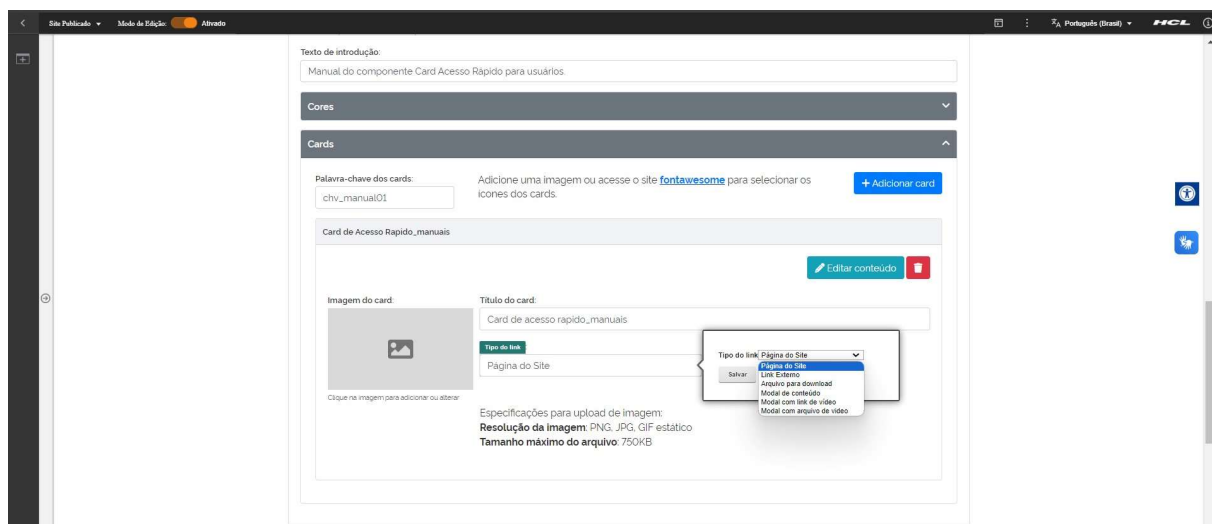 Site Publicado
Modo de Edição:
Ativado
Português (Brasil)
HCL
Texto de introdução:
Manual do componente Card Acesso Rápido para usuários
Cores
Cards
Palavra-chave dos cards:
chv_manual01
Adicione uma imagem ou acesse o site fontawesome para selecionar os
ícones dos cards.
+ Adicionar card
Card de Acesso Rapido_manuais
Editar conteúdo
Imagem do card:
Clique na imagem para adicionar ou alterar
Título do card:
Card de acesso rapido_manuais
Tipo do link
Página do Site
Tipo do link Página do Site
Página do Site
Link Externo
Arquivo para download
Modal de conteúdo
Modal com link de vídeo
Modal com arquivo de vídeo
Salvar
Especificações para upload de imagem:
Resolução da imagem: PNG, JPG, GIF estático
Tamanho máximo do arquivo: 750KB